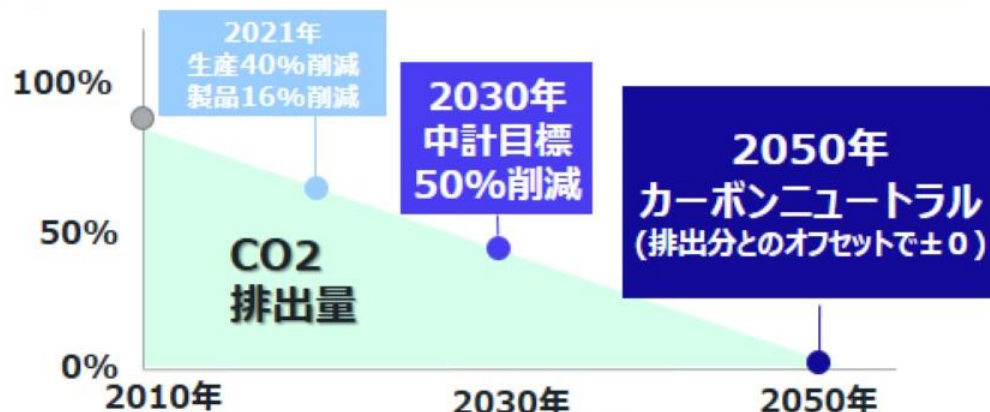 2021年
生産40%削減
製品16%削減
100%
2030年
中計目標
50%削減
2050年
カーボンニュートラル
(排出分とのオフセットで±0)
50%
CO2
排出量
0%
2010年
2030年
2050年